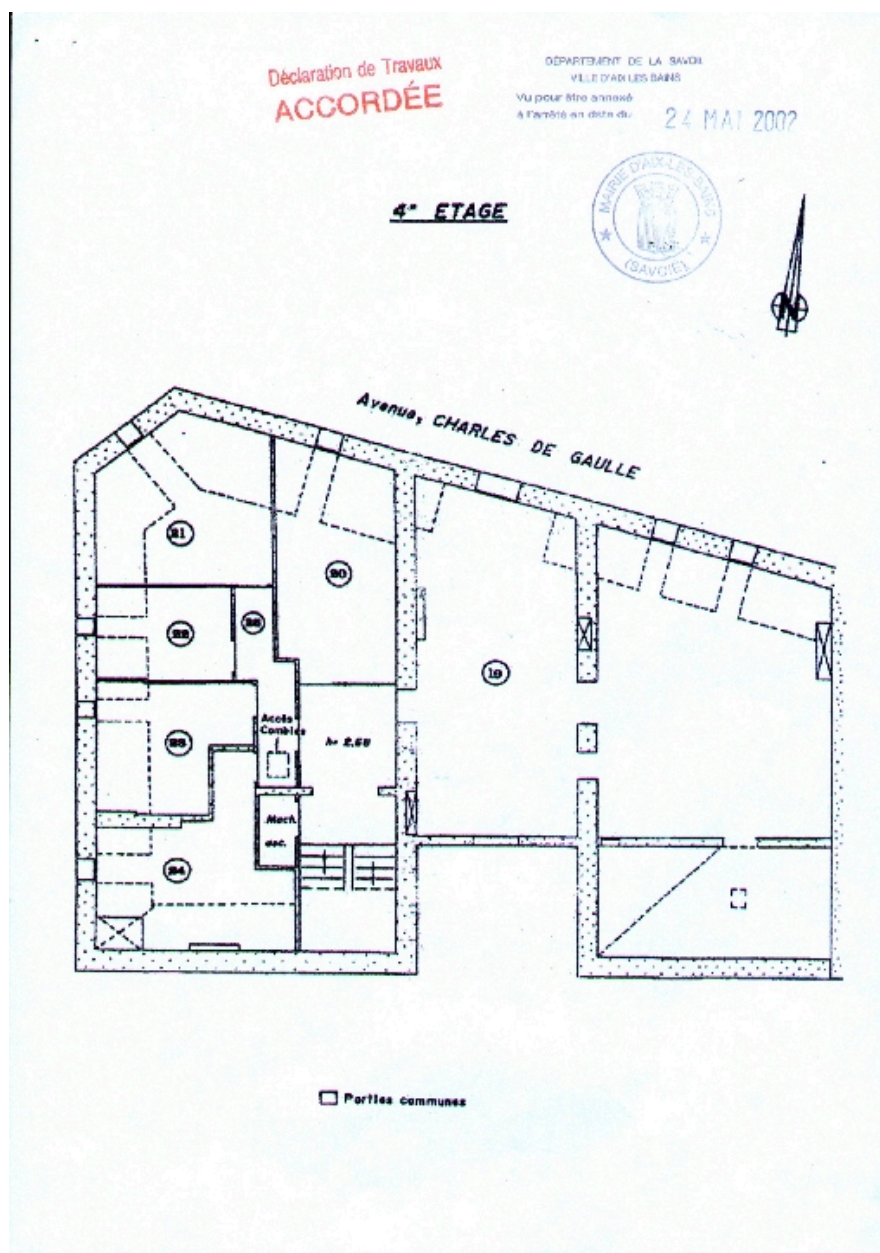 Déclaration de Travaux
ACCORDÉE
DÉPARTEMENT DE LA SAVOIE
VILLE D'AIX LES BAINS
Vu pour être annexé
à l'arrêté en date du
24 MAI 2002
MAIRIE D'AIX-LES-BAINS
(SAVOIE)
4° ETAGE
N
Avenue, CHARLES DE GAULLE
21
20
22
19
Accès
Combles
h= 2,68
23
Mach.
asc.
24
Parties communes